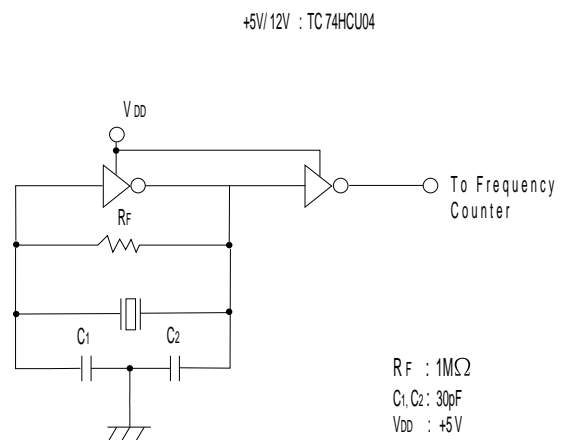 +5V/12V : TC74HCU04
VDD
To Frequency
Counter
RF
C1
C2
RF : 1MΩ
C1, C2 : 30pF
VDD : +5V